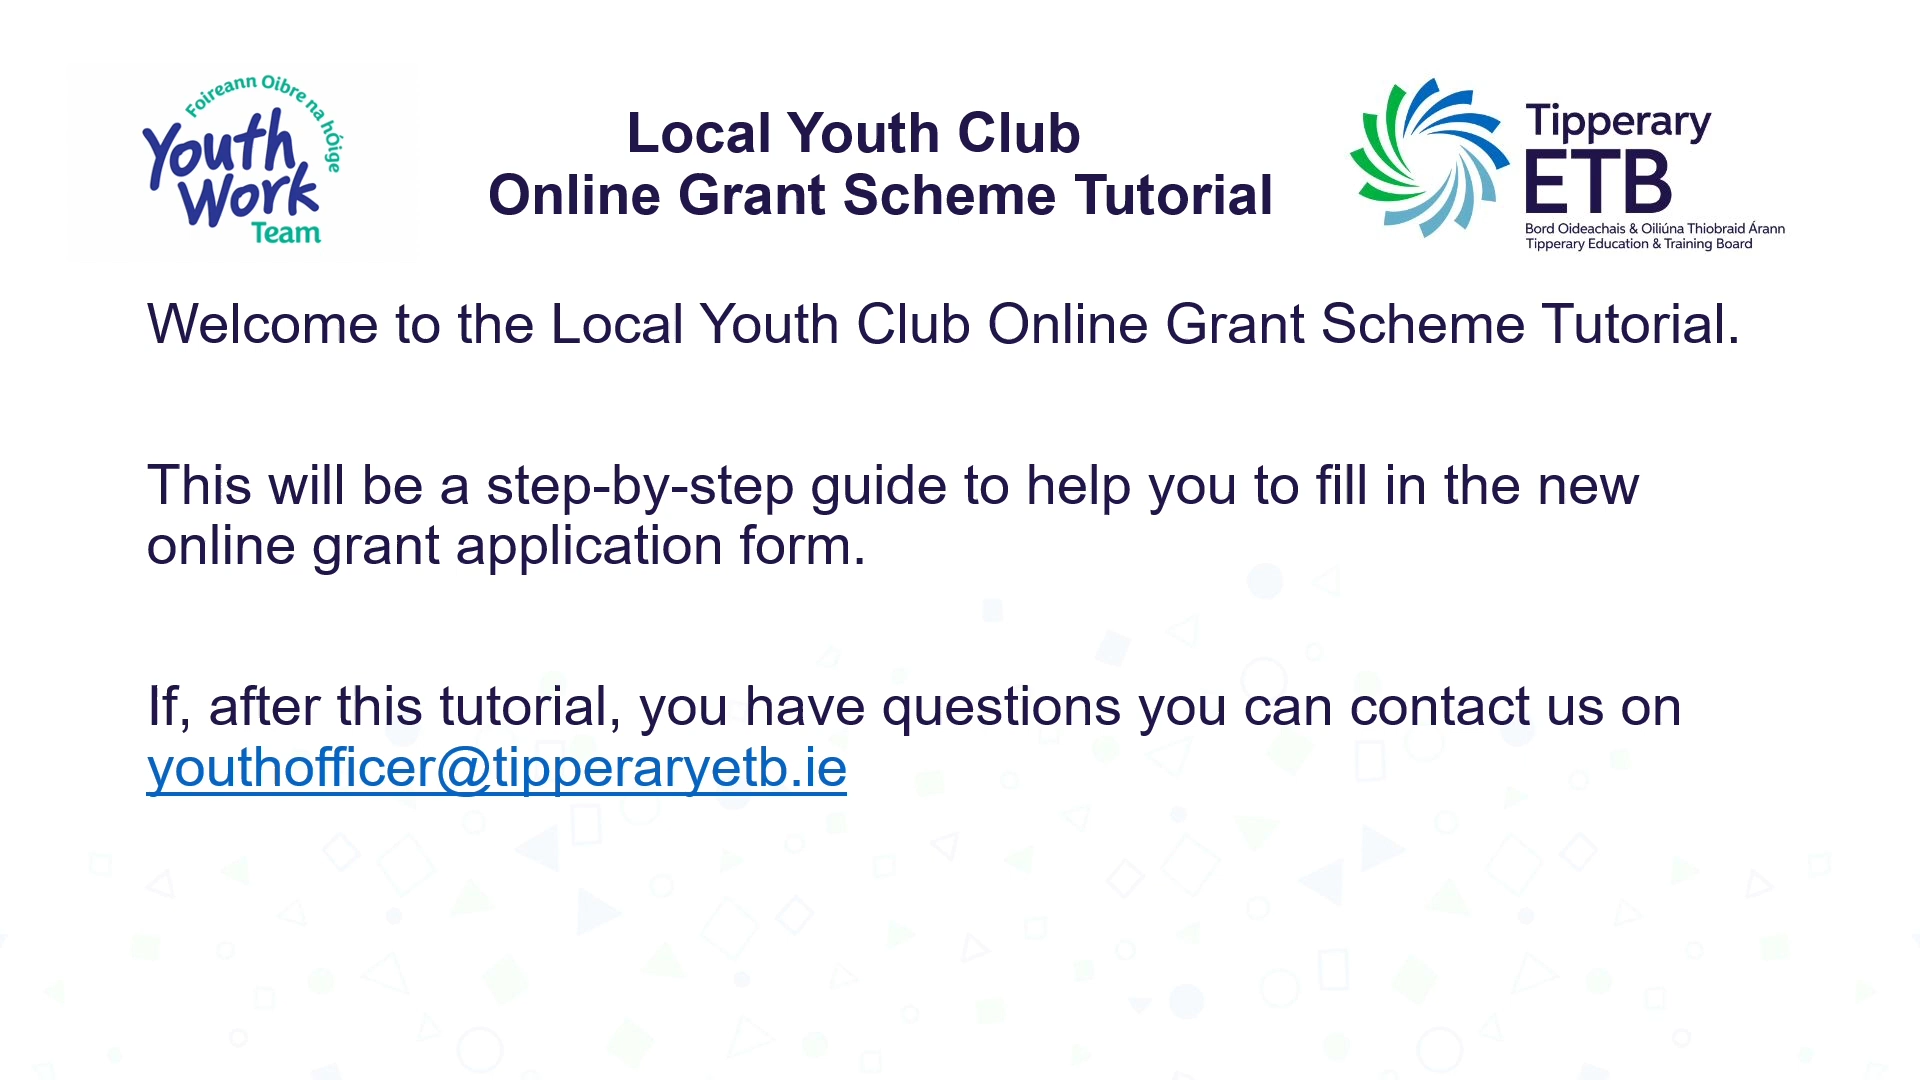 Foireann Oibre na hÓige
Youth
Work
Team
Local Youth Club
Online Grant Scheme Tutorial
Tipperary
ETB
Bord Oideachais & Oiliúna Thiobraid Árann
Tipperary Education & Training Board
Welcome to the Local Youth Club Online Grant Scheme Tutorial.
This will be a step-by-step guide to help you to fill in the new
online grant application form.
If, after this tutorial, you have questions you can contact us on
youthofficer@tipperaryetb.ie